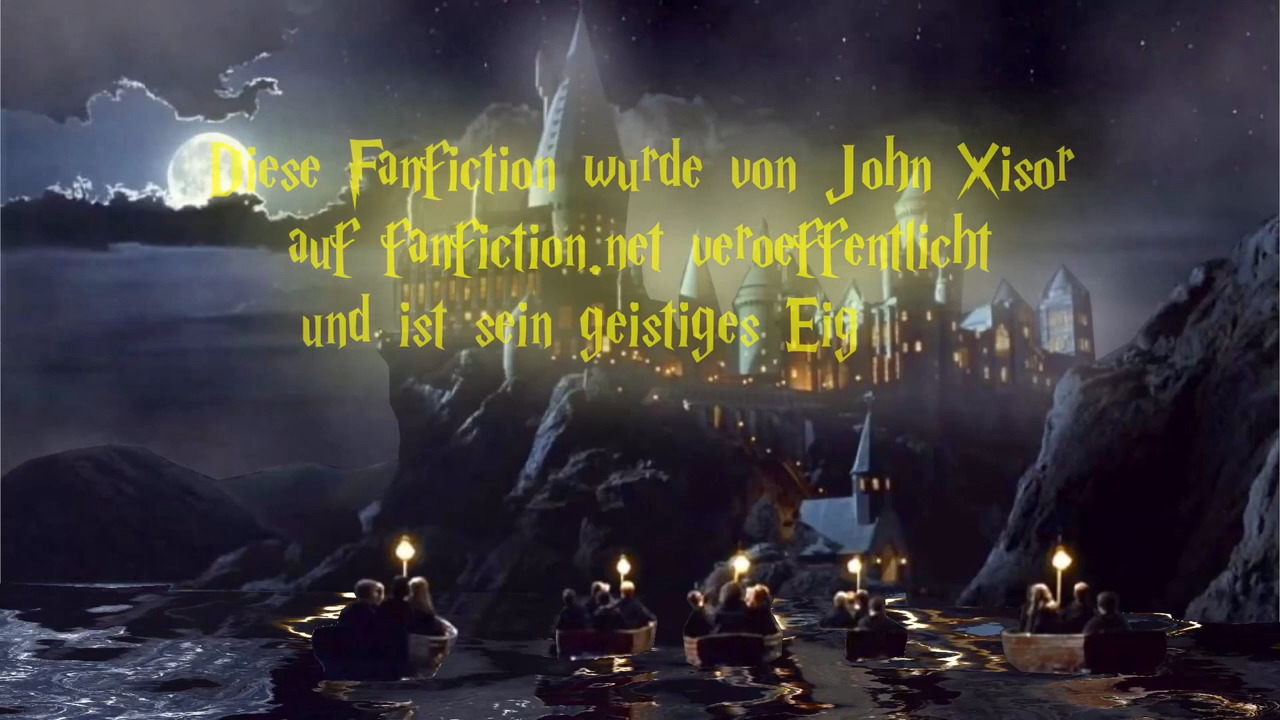 Diese Fanfiction wurde von John Xisor
auf fanfiction.net veroeffentlicht
und ist sein geistiges Eig